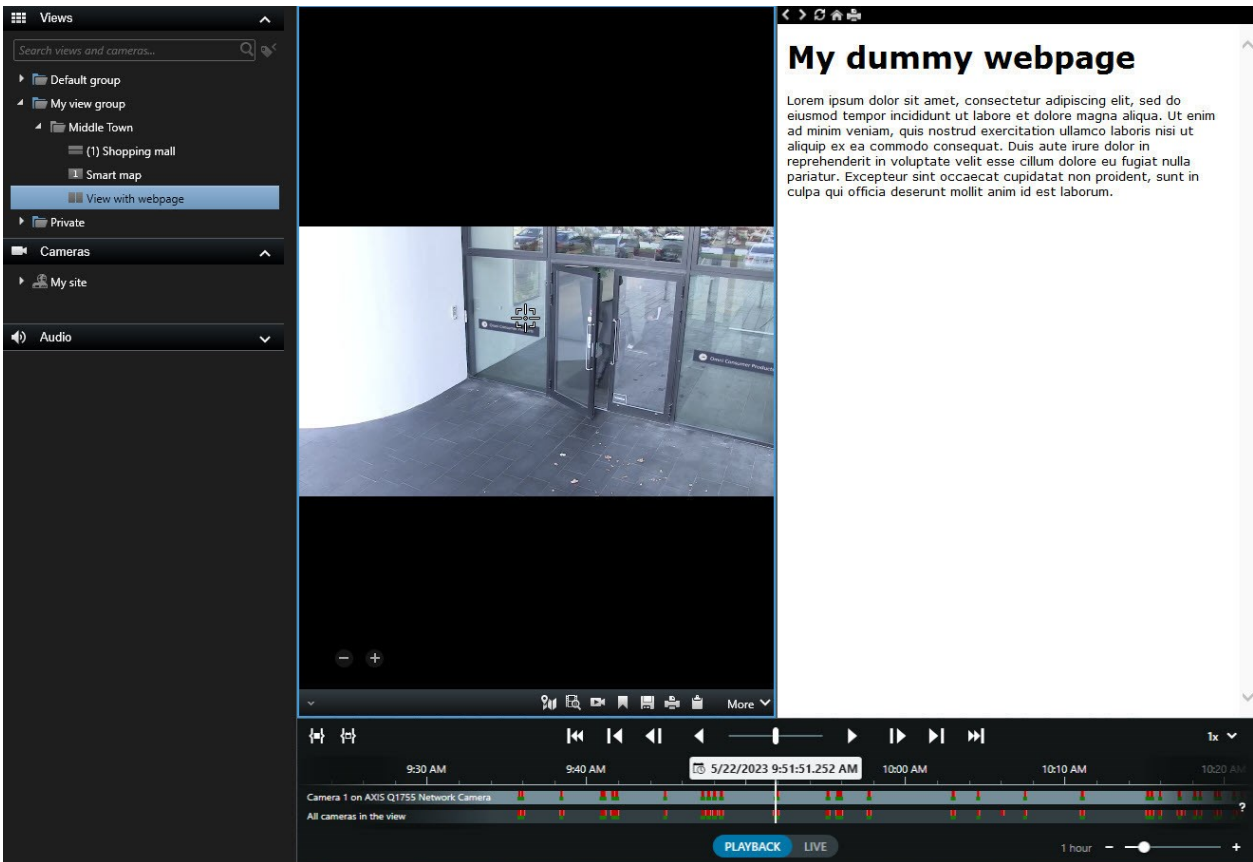 Views
Search views and cameras...
Default group
My view group
Middle Town
(1) Shopping mall
1 Smart map
View with webpage
Private
Cameras
My site
Audio
My dummy webpage
Lorem ipsum dolor sit amet, consectetur adipiscing elit, sed do
eiusmod tempor incididunt ut labore et dolore magna aliqua. Ut enim
ad minim veniam, quis nostrud exercitation ullamco laboris nisi ut
aliquip ex ea commodo consequat. Duis aute irure dolor in
reprehenderit in voluptate velit esse cillum dolore eu fugiat nulla
pariatur. Excepteur sint occaecat cupidatat non proident, sunt in
culpa qui officia deserunt mollit anim id est laborum.
Omni Consumer Products
More
1x
9:30 AM 9:40 AM 5/22/2023 9:51:51.252 AM 10:00 AM 10:10 AM 10:20 AM
Camera 1 on AXIS Q1755 Network Camera
All cameras in the view
?
PLAYBACK LIVE
1 hour - +